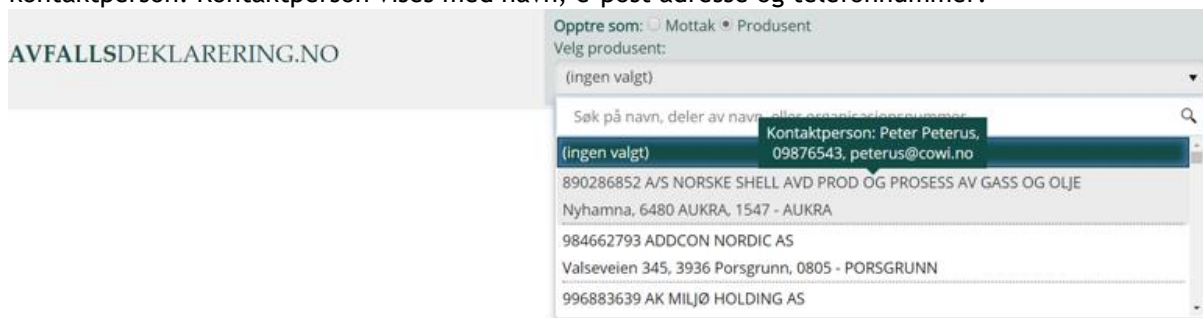 kontaktperson. Kontaktperson vises med navn, e-post adresse og telefonnummer.
AVFALLSDEKLARERING.NO
Opptre som: Mottak Produsent
Velg produsent:
(ingen valgt)
Søk på navn, deler av navn, eller organisasjonsnummer
Kontaktperson: Peter Peterus,
09876543, peterus@cowi.no
(ingen valgt)
890286852 A/S NORSKE SHELL AVD PROD OG PROSESS AV GASS OG OLJE
Nyhamna, 6480 AUKRA, 1547 - AUKRA
984662793 ADDCON NORDIC AS
Valseveien 345, 3936 Porsgrunn, 0805 - PORSGRUNN
996883639 AK MILJØ HOLDING AS